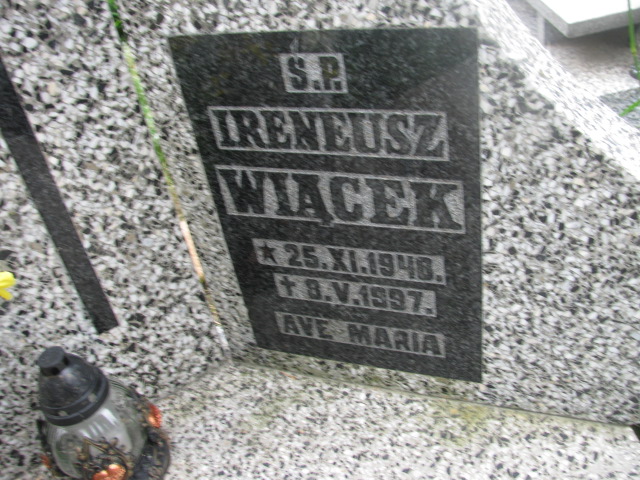 Ś.P.
IRENEUSZ
WIĄCEK
* 25.XI.1948.
† 8.V.1997.
AVE MARIA